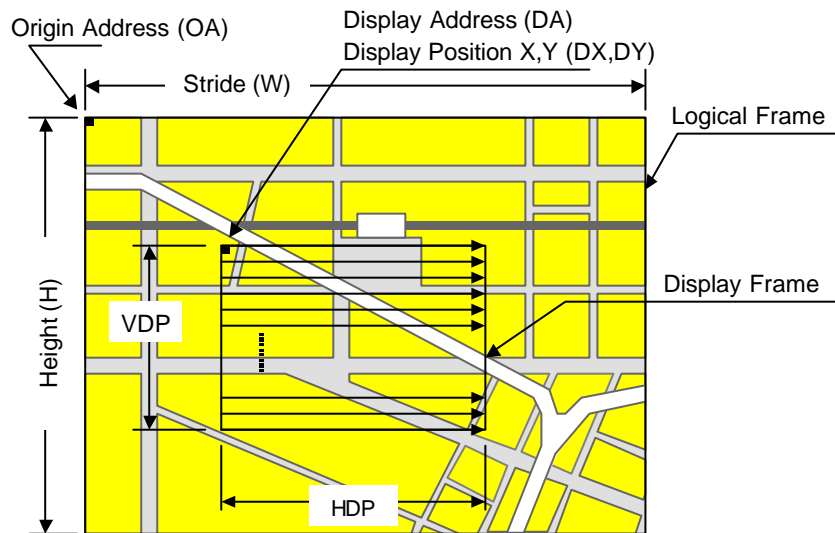 Origin Address (OA)
Display Address (DA)
Display Position X,Y (DX,DY)
Stride (W)
Logical Frame
Height (H)
VDP
Display Frame
HDP